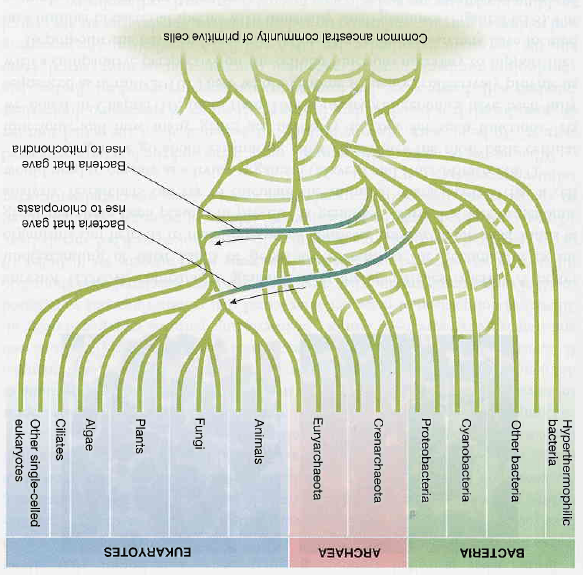 BACTERIA
ARCHAEA
EUKARYOTES
Hyperthermophilic
bacteria
Other bacteria
Cyanobacteria
Proteobacteria
Crenarchaeota
Euryarchaeota
Animals
Fungi
Plants
Algae
Ciliates
Other single-celled
eukaryotes
Bacteria that gave
rise to chloroplasts
Bacteria that gave
rise to mitochondria
Common ancestral community of primitive cells